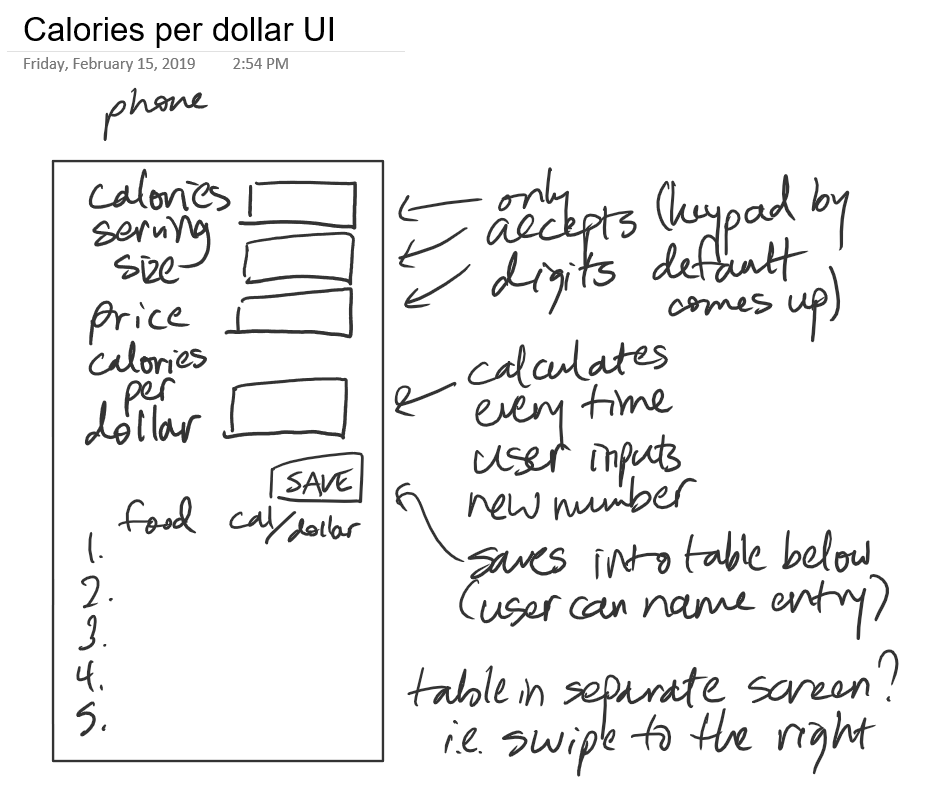 Calories per dollar UI
Friday, February 15, 2019 2:54 PM
phone
calories
serving
size
price
calories
per
dollar
SAVE
food cal/dollar
1.
2.
3.
4.
5.
only
accepts (keypad by
digits default
comes up)
calculates
every time
user inputs
new number
saves into table below
(user can name entry)
table in separate screen?
i.e. swipe to the right